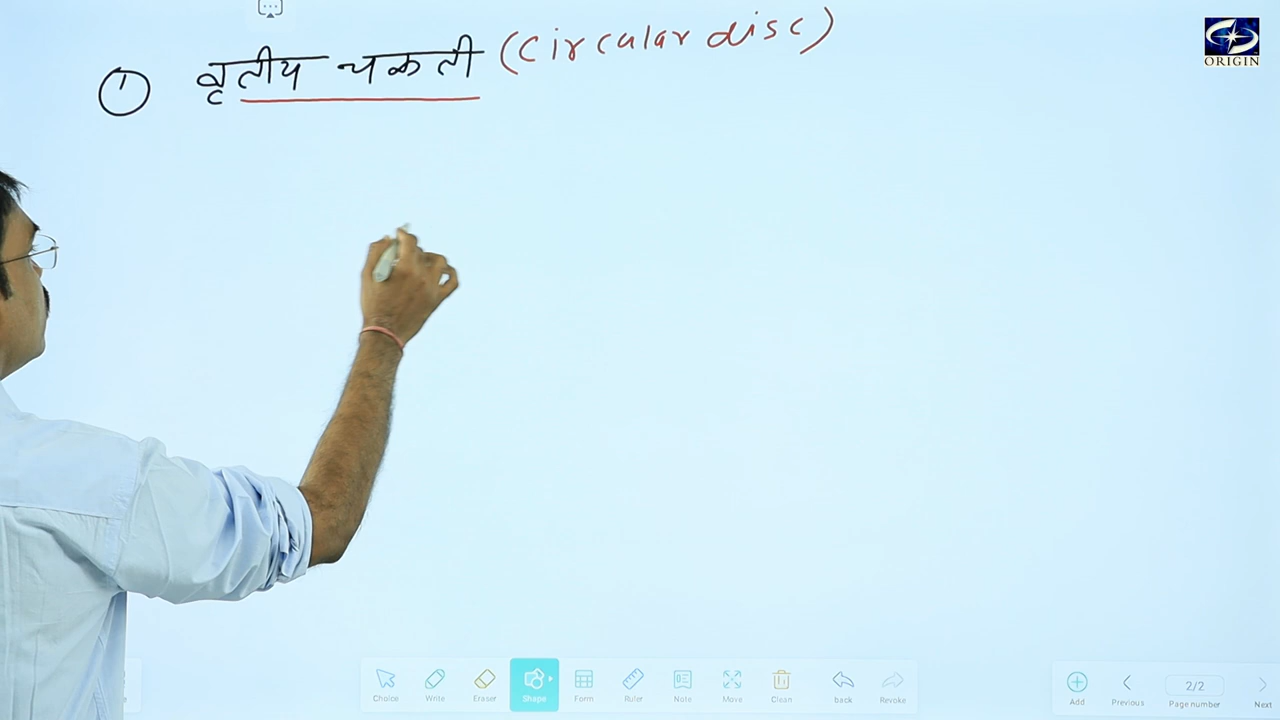 ① वृतीय चकती (Circular disc)
ORIGIN
Choice Write Eraser Shape Form Ruler Note Move Clean back Revoke
Add Previous 2/2 Page number Next